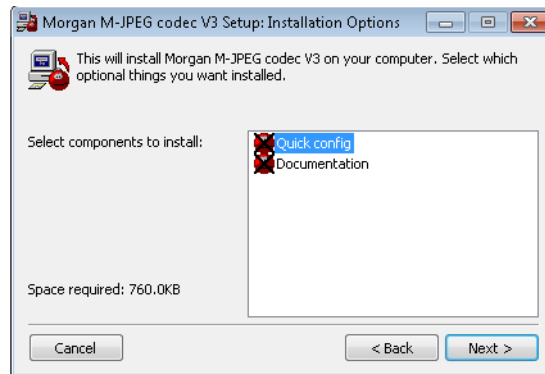 Morgan M-JPEG codec V3 Setup: Installation Options
This will install Morgan M-JPEG codec V3 on your computer. Select which
optional things you want installed.
Select components to install:
Quick config
Documentation
Space required: 760.0KB
Cancel
< Back
Next >